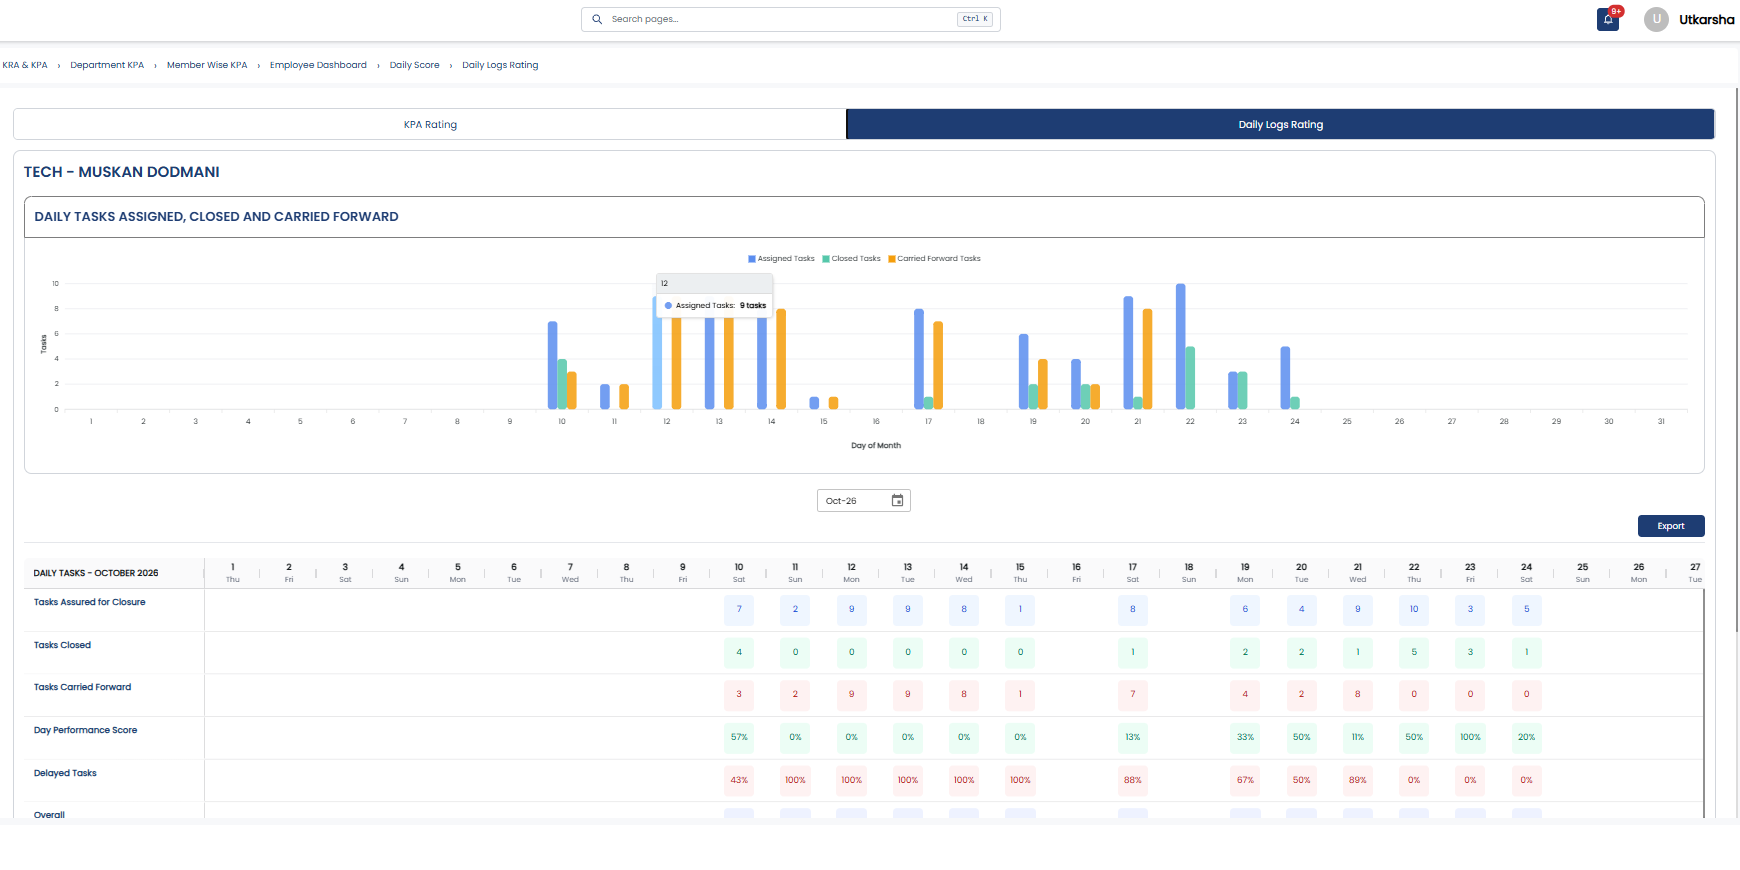 Search pages...
Ctrl K
9+
U
Utkarsha
KRA & KPA › Department KPA › Member Wise KPA › Employee Dashboard › Daily Score › Daily Logs Rating
KPA Rating
Daily Logs Rating
TECH - MUSKAN DODMANI
DAILY TASKS ASSIGNED, CLOSED AND CARRIED FORWARD
Assigned Tasks Closed Tasks Carried Forward Tasks
12
Assigned Tasks: 9 tasks
Tasks
10
8
6
4
2
0
1 2 3 4 5 6 7 8 9 10 11 12 13 14 15 16 17 18 19 20 21 22 23 24 25 26 27 28 29 30 31
Day of Month
Oct-26
Export
DAILY TASKS - OCTOBER 2026
1 2 3 4 5 6 7 8 9 10 11 12 13 14 15 16 17 18 19 20 21 22 23 24 25 26 27
Thu Fri Sat Sun Mon Tue Wed Thu Fri Sat Sun Mon Tue Wed Thu Fri Sat Sun Mon Tue Wed Thu Fri Sat Sun Mon Tue
Tasks Assured for Closure 7 2 9 9 8 1 8 6 4 9 10 3 5
Tasks Closed 4 0 0 0 0 0 1 2 2 1 5 3 1
Tasks Carried Forward 3 2 9 9 8 1 7 4 2 8 0 0 0
Day Performance Score 57% 0% 0% 0% 0% 0% 13% 33% 50% 11% 50% 100% 20%
Delayed Tasks 43% 100% 100% 100% 100% 100% 88% 67% 50% 89% 0% 0% 0%
Overall